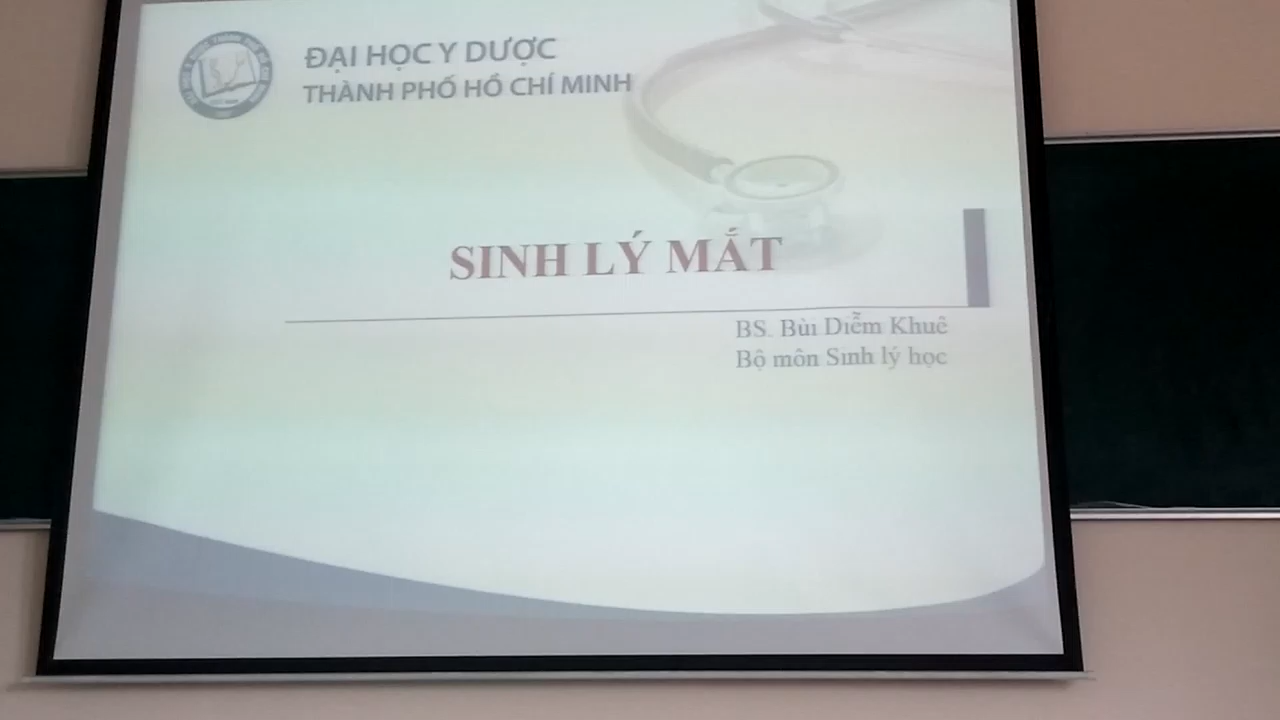 ĐẠI HỌC Y DƯỢC
THÀNH PHỐ HỒ CHÍ MINH
SINH LÝ MẮT
BS. Bùi Diễm Khuê
Bộ môn Sinh lý học